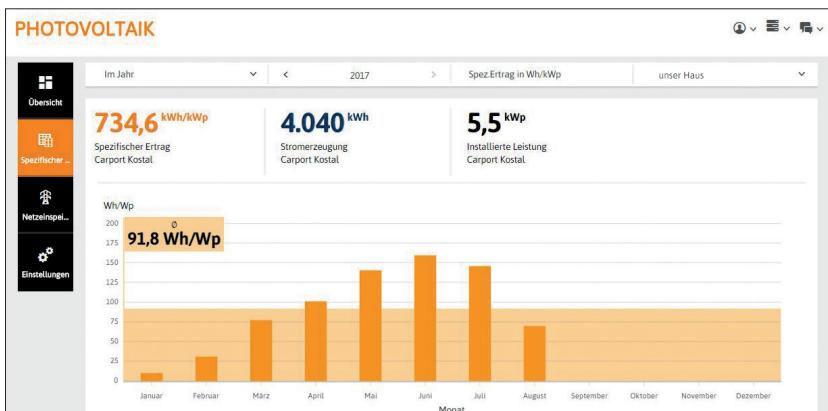 PHOTOVOLTAIK
Übersicht
Spezifischer ...
Netzeinspei...
Einstellungen
Im Jahr < 2017 > Spez.Ertrag in Wh/kWp unser Haus
734,6 kWh/kWp 4.040 kWh 5,5 kWp
Spezifischer Ertrag Stromerzeugung Installierte Leistung
Carport Kostal Carport Kostal Carport Kostal
Wh/Wp
200
175
150
125
100
75
50
25
0
Ø
91,8 Wh/Wp
Januar Februar März April Mai Juni Juli August September Oktober November Dezember
Monat